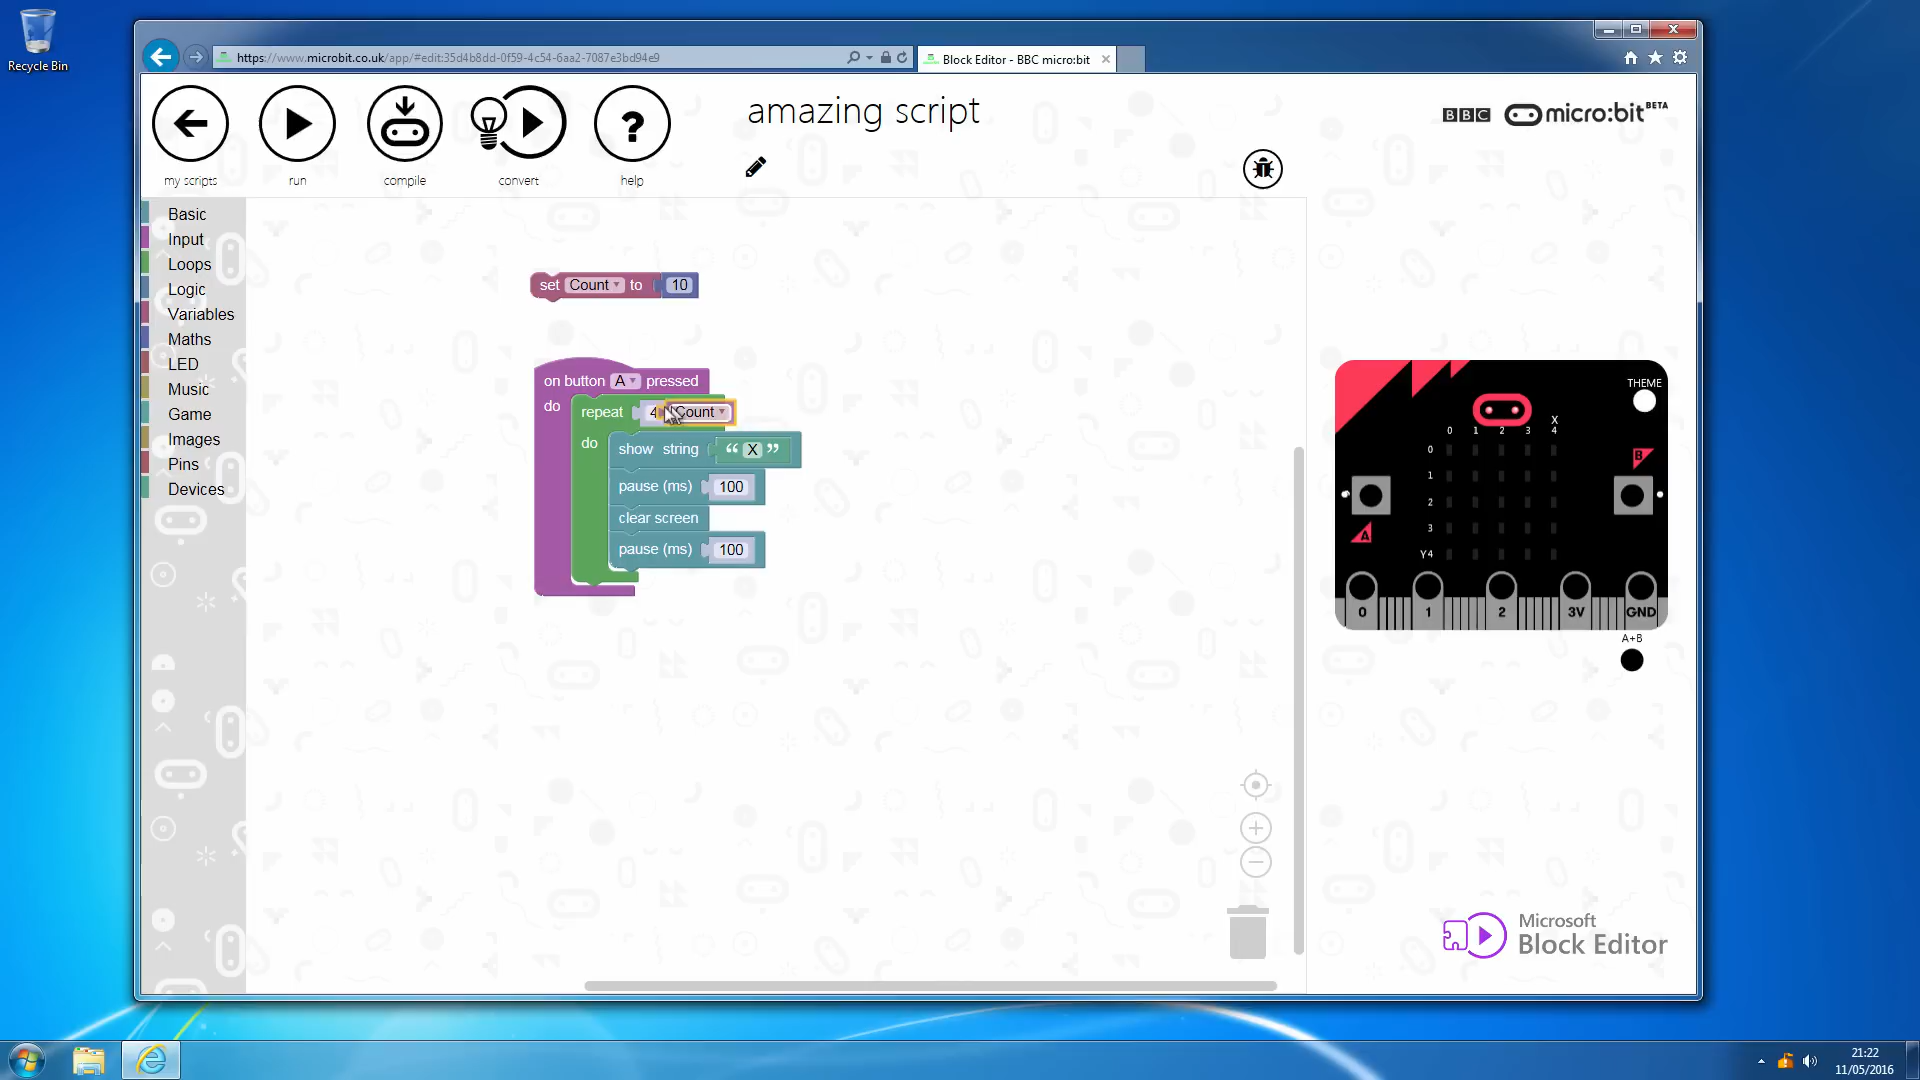 Recycle Bin
https://www.microbit.co.uk/app/#edit:35d4b8dd-0f59-4c54-6aa2-7087e3bd94e9
Block Editor - BBC micro:bit
my scripts
run
compile
convert
? help
amazing script
BBC micro:bit BETA
Basic
Input
Loops
Logic
Variables
Maths
LED
Music
Game
Images
Pins
Devices
set Count to 10
on button A pressed
do
repeat 4 Count
do
show string “ X ”
pause (ms) 100
clear screen
pause (ms) 100
THEME
X
0 1 2 3 4
0
1
2
3
Y 4
A
B
0 1 2 3V GND
A+B
Microsoft
Block Editor
21:22
11/05/2016